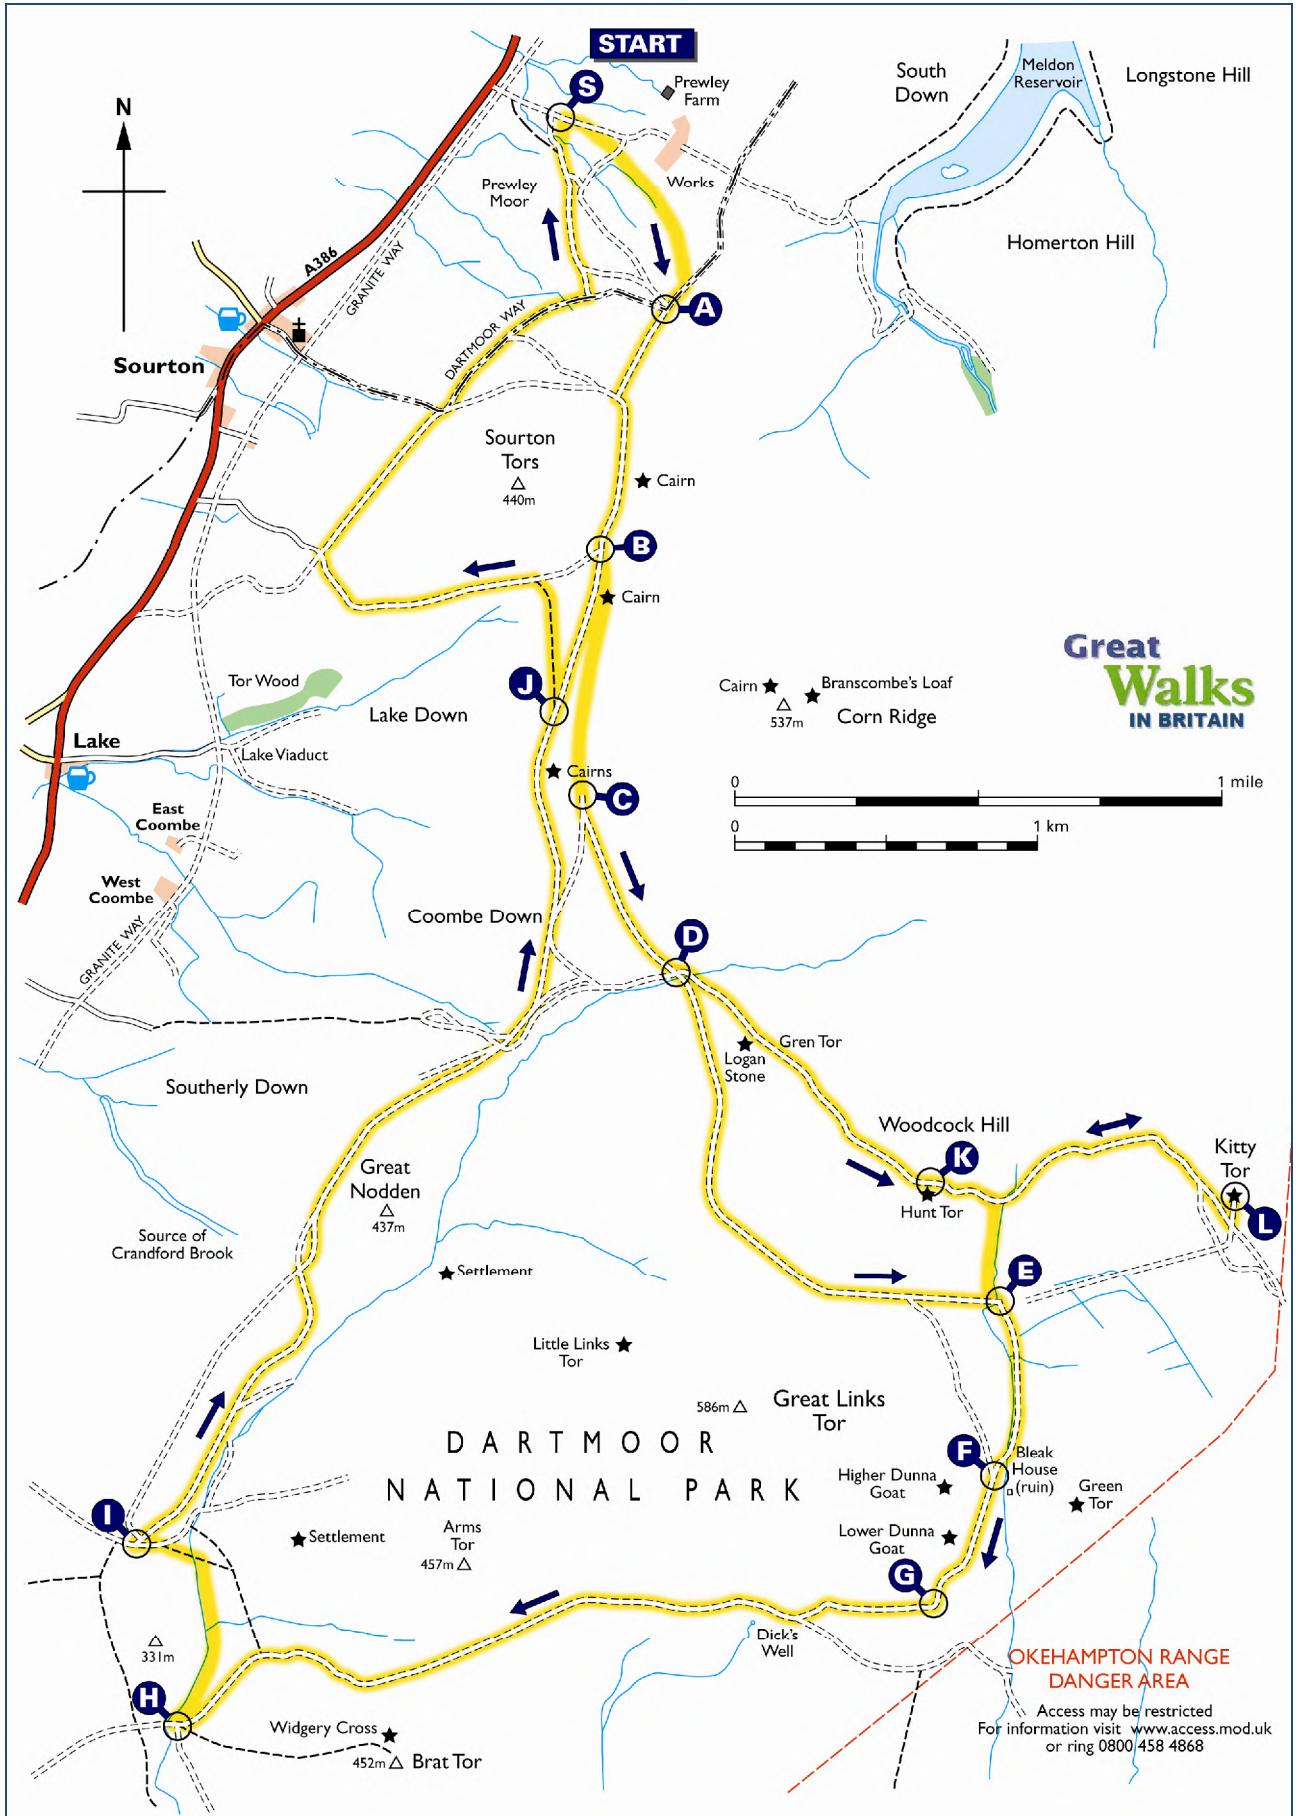 START
S
Prewley
Farm
South
Down
Meldon
Reservoir
Longstone Hill
N
Works
Prewley
Moor
Homerton Hill
A386
GRANITE WAY
A
DARTMOOR WAY
Sourton
Sourton
Tors
440m
Cairn
B
Cairn
Great
Walks
IN BRITAIN
Tor Wood
J
Cairn
Branscombe's Loaf
537m
Corn Ridge
Lake Down
Lake
Lake Viaduct
Cairns
C
0
1 mile
0
1 km
East
Coombe
West
Coombe
GRANITE WAY
Coombe Down
D
Gren Tor
Logan
Stone
Southerly Down
Woodcock Hill
K
Hunt Tor
Kitty
Tor
L
Great
Nodden
437m
Source of
Crandford Brook
Settlement
E
Little Links
Tor
586m
Great Links
Tor
DARTMOOR
NATIONAL PARK
F
Bleak
House
(ruin)
Higher Dunna
Goat
Green
Tor
I
Settlement
Arms
Tor
457m
Lower Dunna
Goat
G
Dick's
Well
331m
OKEHAMPTON RANGE
DANGER AREA
H
Widgery Cross
452m
Brat Tor
Access may be restricted
For information visit www.access.mod.uk
or ring 0800 458 4868